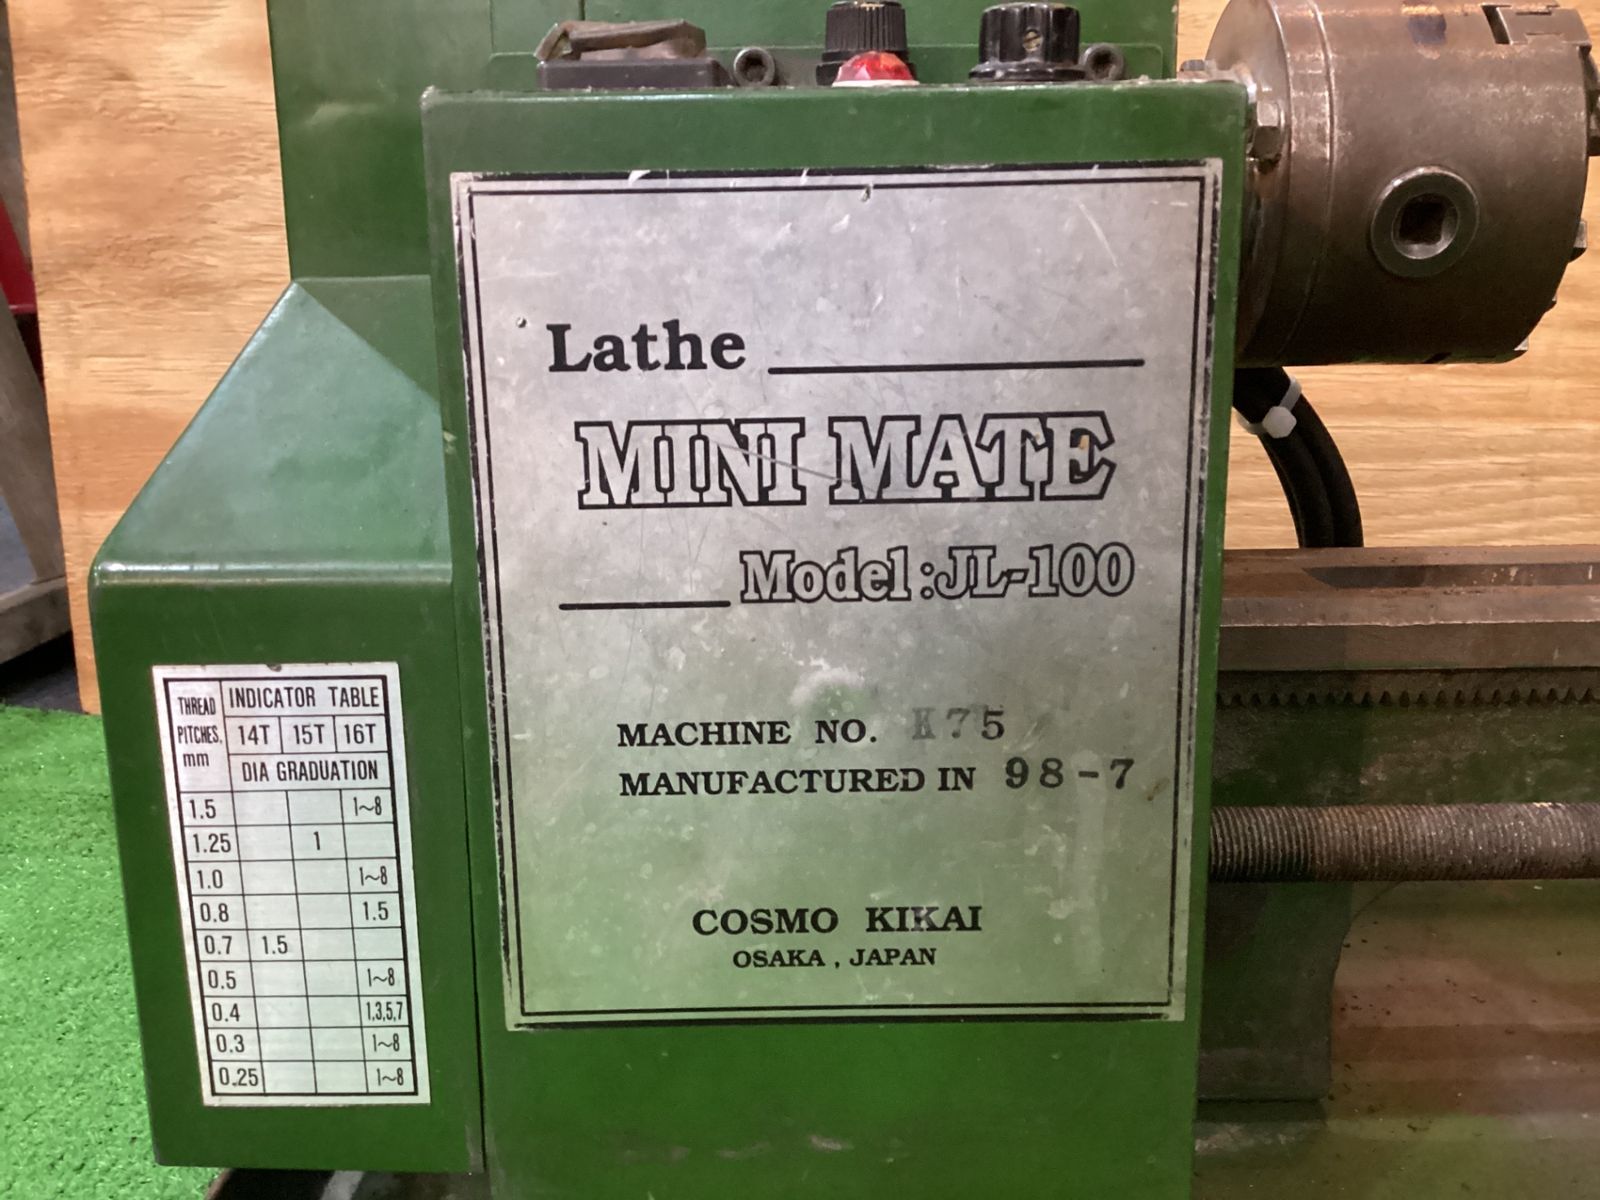 Lathe
MINI MATE
Model:JL-100
MACHINE NO. K75
MANUFACTURED IN 98-7
COSMO KIKAI
OSAKA, JAPAN
THREAD PITCHES, mm
INDICATOR TABLE
14T 15T 16T
DIA GRADUATION
1.5 1~8
1.25 1
1.0 1~8
0.8 1.5
0.7 1.5
0.5 1~8
0.4 1,3,5,7
0.3 1~8
0.25 1~8